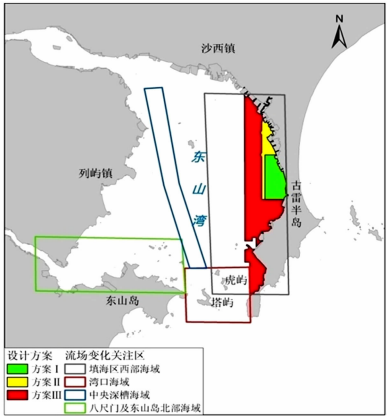 N
沙西镇
列屿镇
东山湾
古雷半岛
虎屿
塔屿
东山岛
设计方案 流场变化关注区
方案Ⅰ 填海区西部海域
方案Ⅱ 湾口海域
方案Ⅲ 中央深槽海域
八尺门及东山岛北部海域